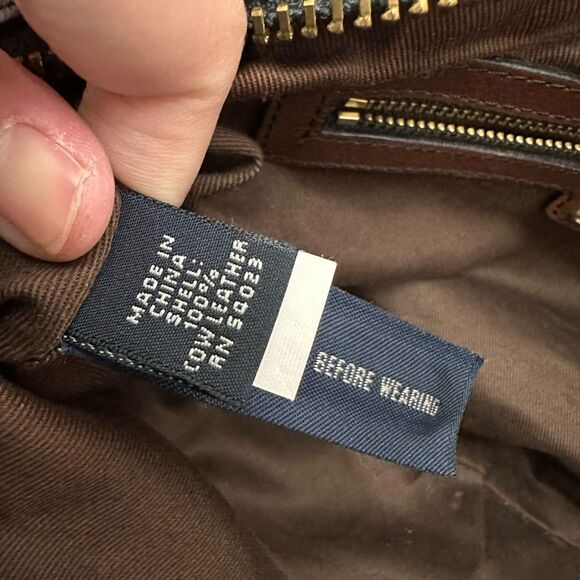 MADE IN
CHINA
SHELL:
100%
COW LEATHER
RN 54023
BEFORE WEARING